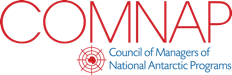 COMNAP
Council of Managers of
National Antarctic Programs